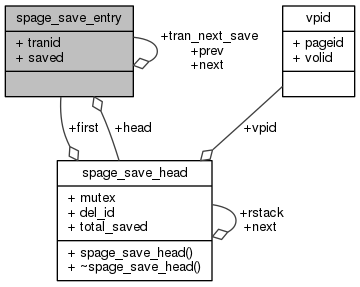 spage_save_entry
+ tranid
+ saved
+tran_next_save
+prev
+next
vpid
+ pageid
+ volid
+first
+head
+vpid
spage_save_head
+ mutex
+ del_id
+ total_saved
+ spage_save_head()
+ ~spage_save_head()
+rstack
+next